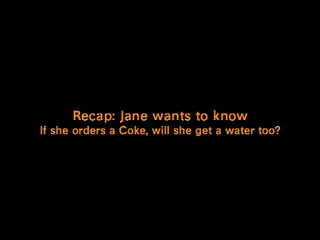 Recap: Jane wants to know
If she orders a Coke, will she get a water too?